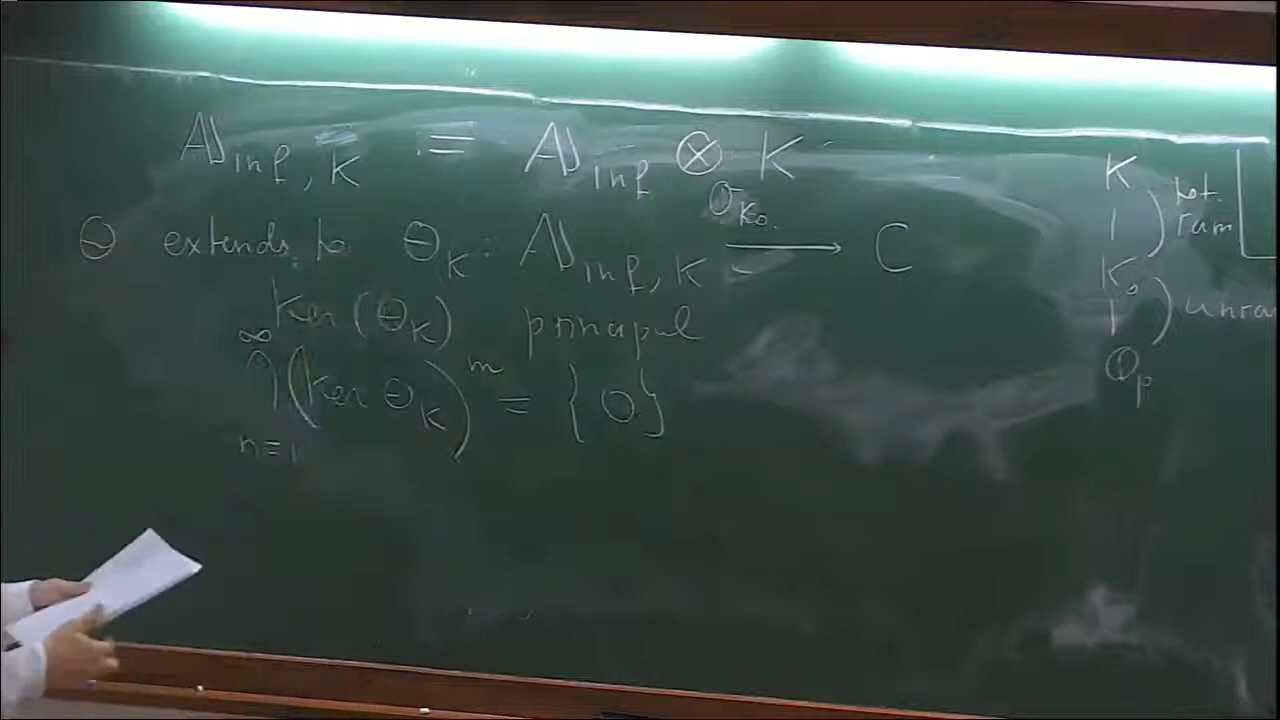 𝔸_{inf, K} = 𝔸_{inf} ⊗_{O_{K_0}} K
Θ extends to Θ_K : 𝔸_{inf, K} ⟶ C
Ker (Θ_K) principal
⋂_{n=1}^{∞} (Ker Θ_K)^m = {0}
K
| ) tot. ram
K_0
| ) unra
Q_p